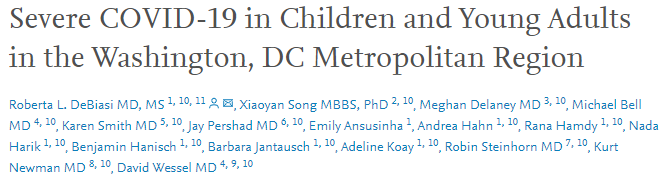 Severe COVID-19 in Children and Young Adults
in the Washington, DC Metropolitan Region
Roberta L. DeBiasi MD, MS 1, 10, 11, Xiaoyan Song MBBS, PhD 2, 10, Meghan Delaney MD 3, 10, Michael Bell
MD 4, 10, Karen Smith MD 5, 10, Jay Pershad MD 6, 10, Emily Ansusinha 1, Andrea Hahn 1, 10, Rana Hamdy 1, 10, Nada
Harik 1, 10, Benjamin Hanisch 1, 10, Barbara Jantausch 1, 10, Adeline Koay 1, 10, Robin Steinhorn MD 7, 10, Kurt
Newman MD 8, 10, David Wessel MD 4, 9, 10